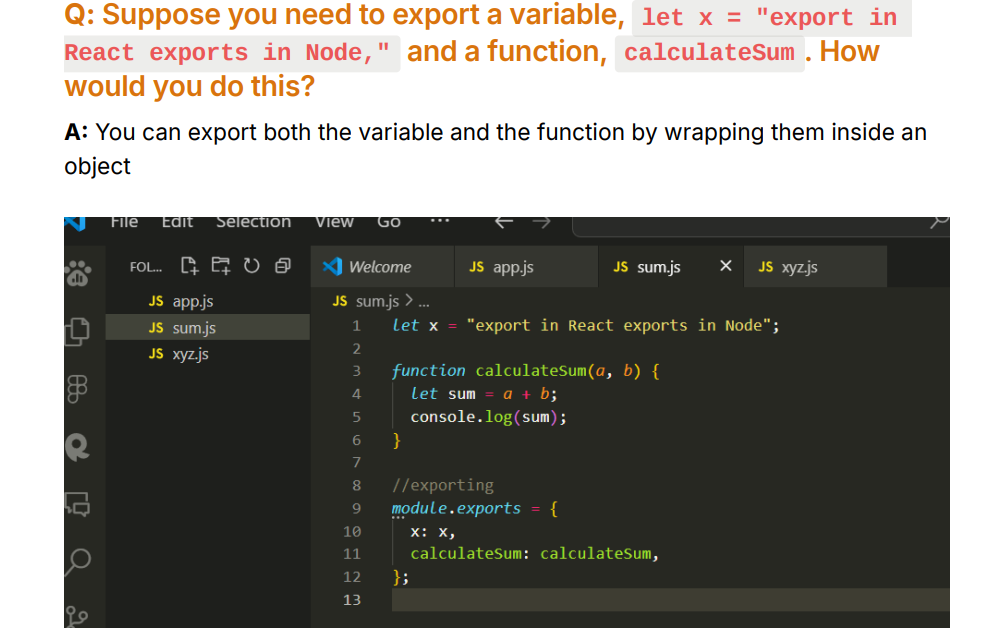 Q: Suppose you need to export a variable, let x = "export in
React exports in Node," and a function, calculateSum . How
would you do this?
A: You can export both the variable and the function by wrapping them inside an
object
File Edit Selection View Go ...
FOL... Welcome JS app.js JS sum.js JS xyz.js
JS app.js
JS sum.js
JS xyz.js
JS sum.js > ...
1 let x = "export in React exports in Node";
2
3 function calculateSum(a, b) {
4 let sum = a + b;
5 console.log(sum);
6 }
7
8 //exporting
9 module.exports = {
10 x: x,
11 calculateSum: calculateSum,
12 };
13